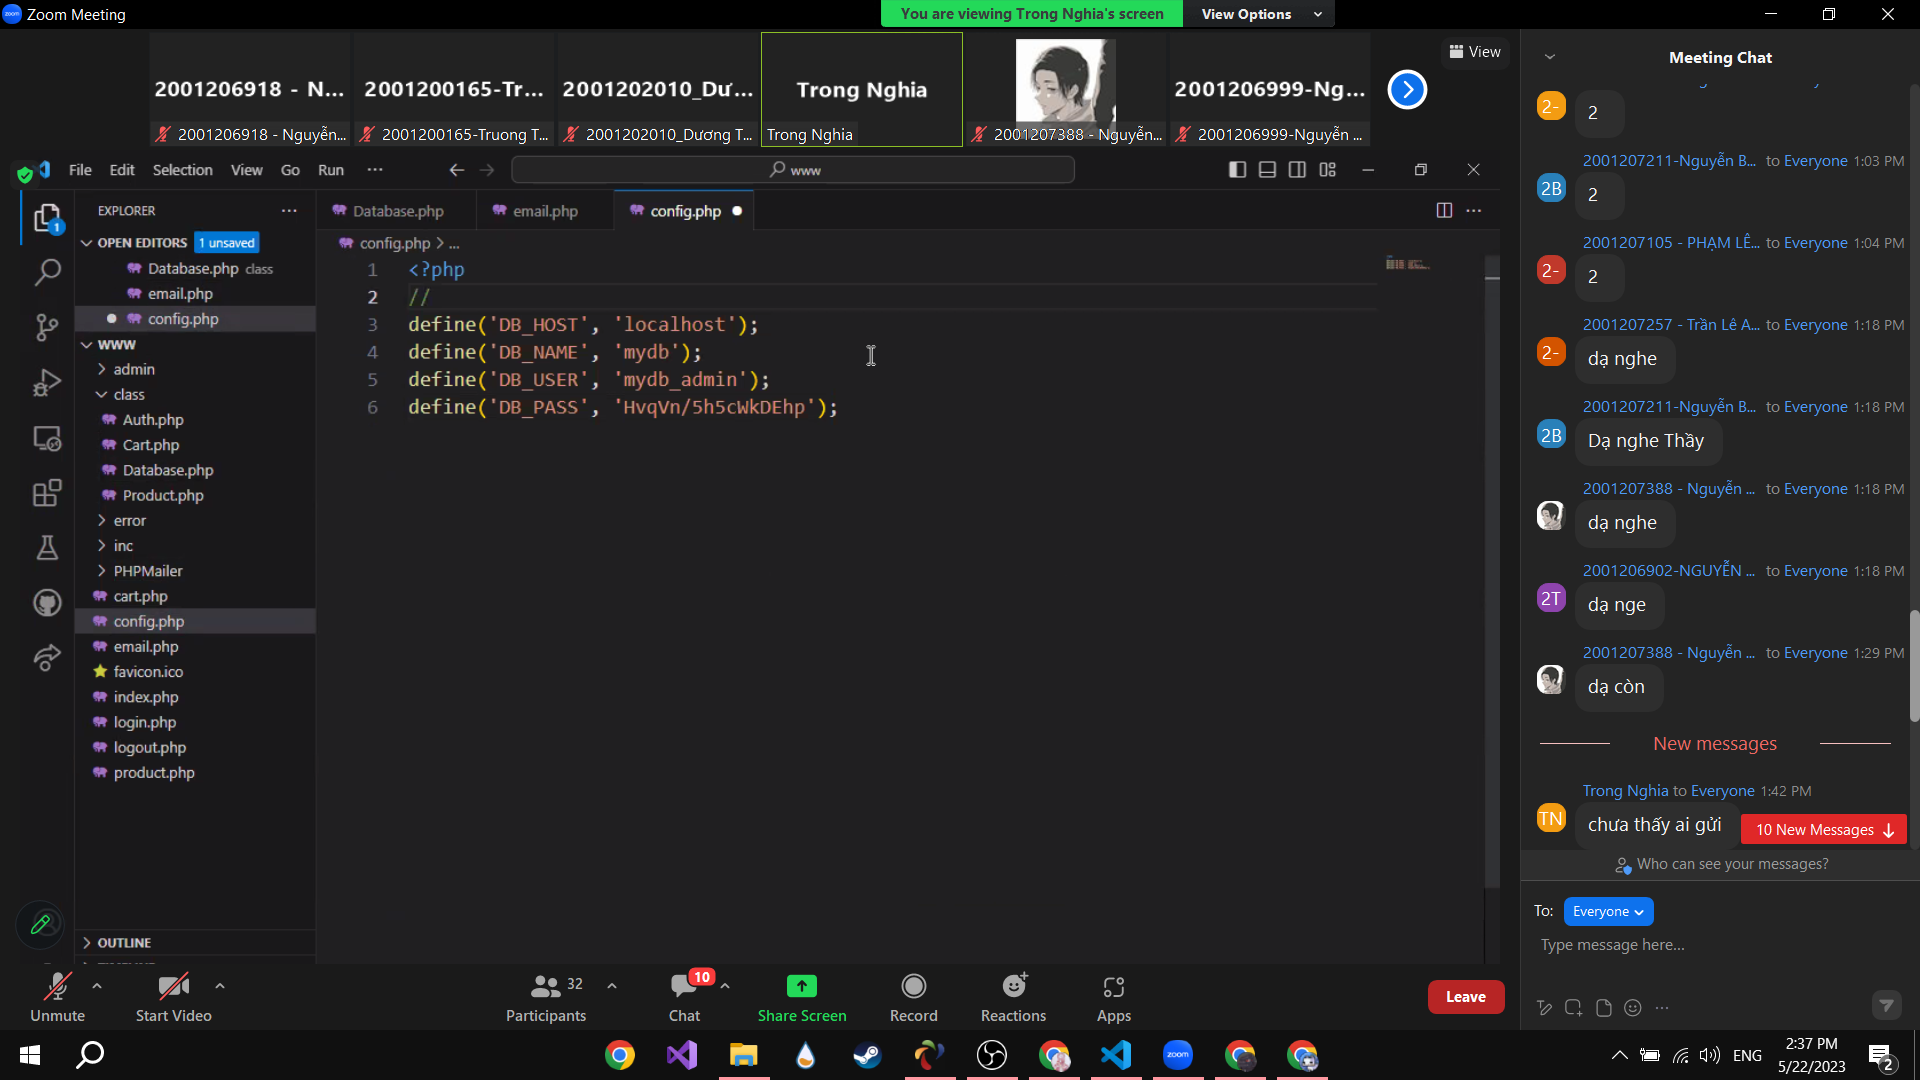 Zoom Meeting
You are viewing Trong Nghia's screen
View Options
2001206918 - N...
2001200165-Tr...
2001202010_Dư...
Trong Nghia
2001206999-Ng...
2001206918 - Nguyễn...
2001200165-Truong T...
2001202010_Dương T...
Trong Nghia
2001207388 - Nguyễn...
2001206999-Nguyễn ...
View
File Edit Selection View Go Run ...
www
EXPLORER
OPEN EDITORS 1 unsaved
Database.php class
email.php
config.php
WWW
admin
class
Auth.php
Cart.php
Database.php
Product.php
error
inc
PHPMailer
cart.php
config.php
email.php
favicon.ico
index.php
login.php
logout.php
product.php
OUTLINE
1
Database.php
email.php
config.php
config.php > ...
1 <?php
2 //
3 define('DB_HOST', 'localhost');
4 define('DB_NAME', 'mydb');
5 define('DB_USER', 'mydb_admin');
6 define('DB_PASS', 'HvqVn/5h5cWkDEhp');
Meeting Chat
2-
2
2001207211-Nguyễn B... to Everyone 1:03 PM
2B
2
2001207105 - PHẠM LÊ... to Everyone 1:04 PM
2-
2
2001207257 - Trần Lê A... to Everyone 1:18 PM
2-
dạ nghe
2001207211-Nguyễn B... to Everyone 1:18 PM
2B
Dạ nghe Thầy
2001207388 - Nguyễn ... to Everyone 1:18 PM
dạ nghe
2001206902-NGUYỄN ... to Everyone 1:18 PM
2T
dạ nge
2001207388 - Nguyễn ... to Everyone 1:29 PM
dạ còn
New messages
Trong Nghia to Everyone 1:42 PM
TN
chưa thấy ai gửi
10 New Messages
Who can see your messages?
To: Everyone
Type message here...
Unmute
Start Video
32
Participants
10
Chat
Share Screen
Record
Reactions
Apps
Leave
zoom
ENG
2:37 PM
5/22/2023
2